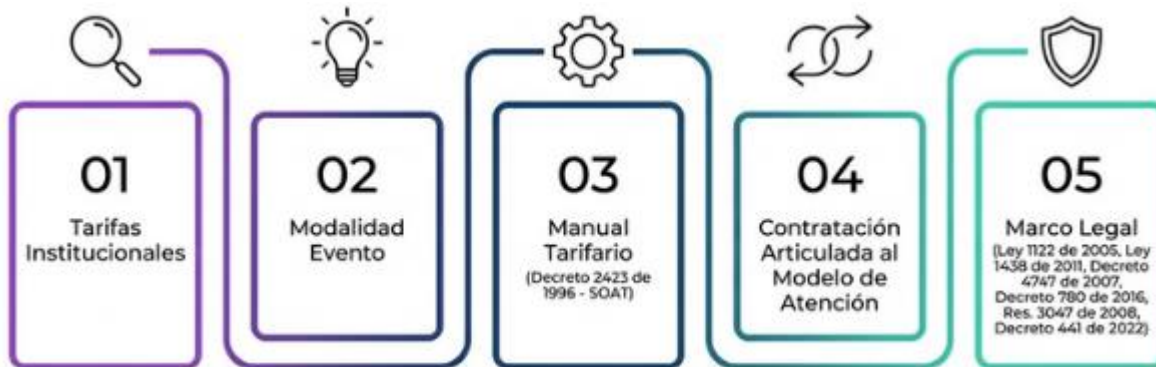 01
Tarifas
Institucionales
02
Modalidad
Evento
03
Manual
Tarifario
(Decreto 2423 de
1996 - SOAT)
04
Contratación
Articulada al
Modelo de
Atención
05
Marco Legal
(Ley 1122 de 2005, Ley
1438 de 2011, Decreto
4747 de 2007,
Decreto 780 de 2016,
Res. 3047 de 2008,
Decreto 441 de 2022)